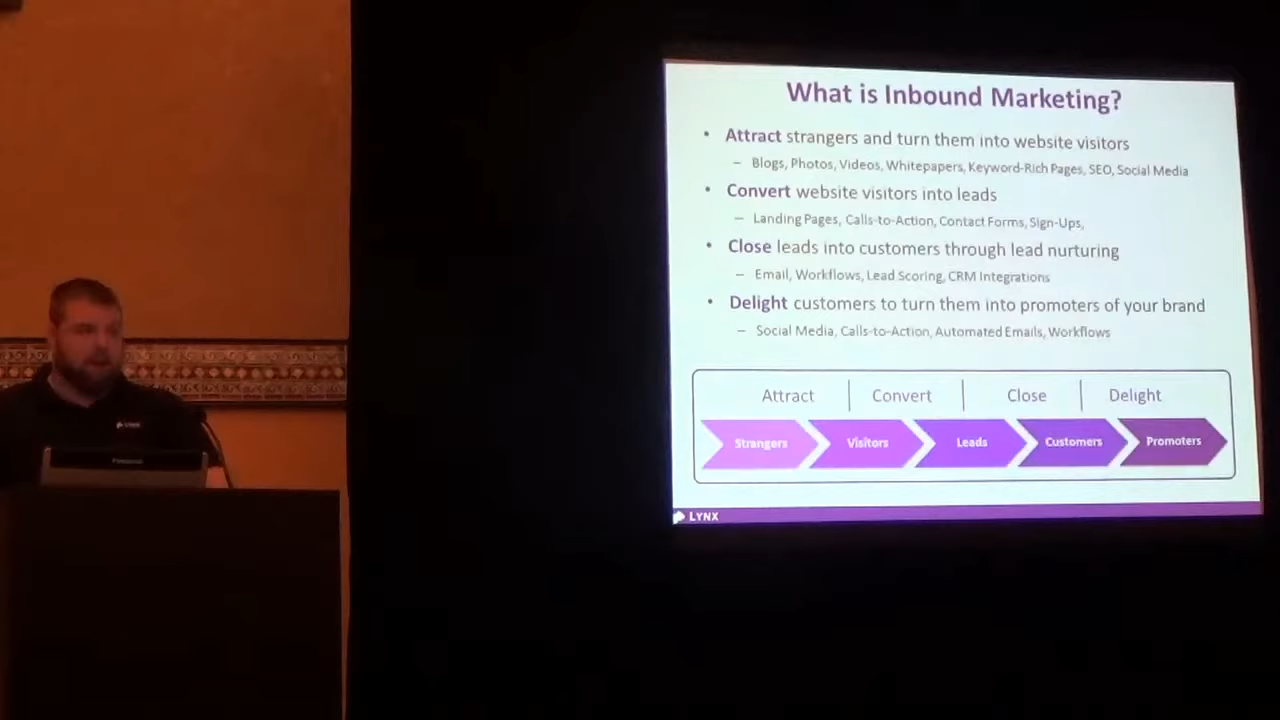 What is Inbound Marketing?
• Attract strangers and turn them into website visitors
– Blogs, Photos, Videos, Whitepapers, Keyword-Rich Pages, SEO, Social Media
• Convert website visitors into leads
– Landing Pages, Calls-to-Action, Contact Forms, Sign-Ups,
• Close leads into customers through lead nurturing
– Email, Workflows, Lead Scoring, CRM Integrations
• Delight customers to turn them into promoters of your brand
– Social Media, Calls-to-Action, Automated Emails, Workflows
Attract Convert Close Delight
Strangers Visitors Leads Customers Promoters
LYNX
LYNX